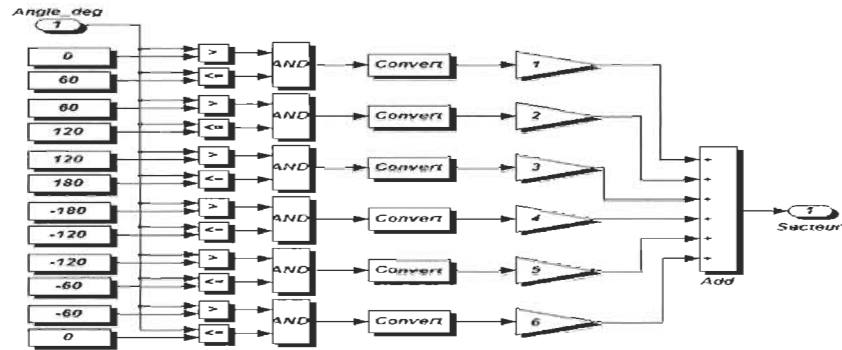 Angle_deg
1
0
>
AND
Convert
1
60
<=
60
>
AND
Convert
2
120
<=
120
>
AND
Convert
3
180
<=
-180
>
AND
Convert
4
-120
<=
-120
>
AND
Convert
5
-60
<=
-60
>
AND
Convert
6
0
<=
+
+
+
+
+
+
Add
1
Secteur